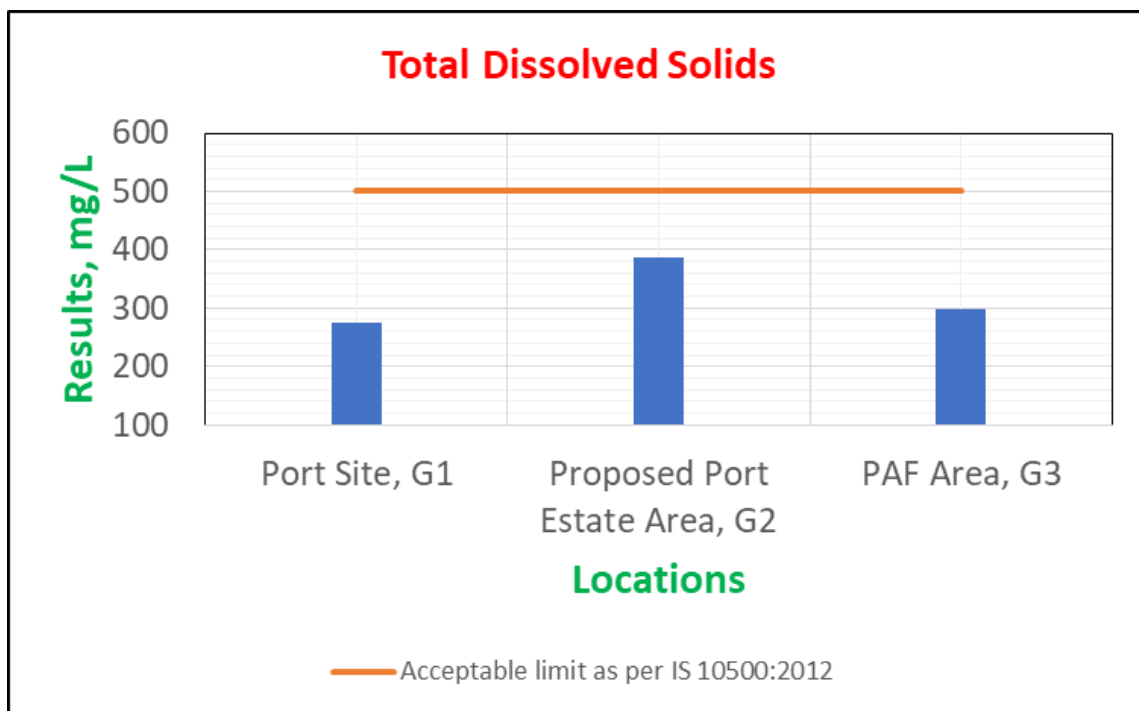 Total Dissolved Solids
Results, mg/L
600
500
400
300
200
100
Port Site, G1
Proposed Port
Estate Area, G2
PAF Area, G3
Locations
Acceptable limit as per IS 10500:2012